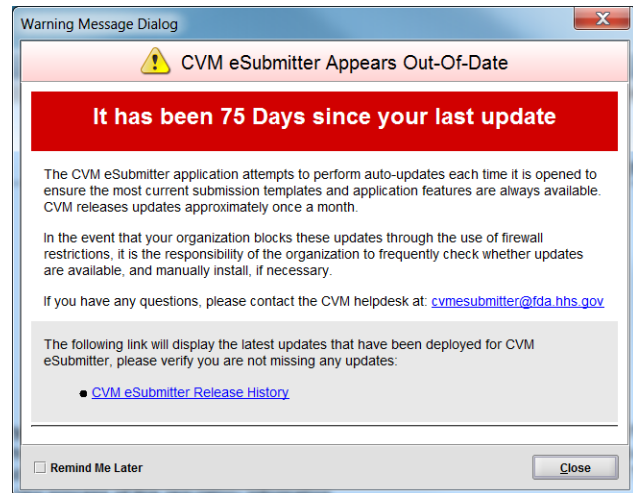 Warning Message Dialog
X
CVM eSubmitter Appears Out-Of-Date
It has been 75 Days since your last update
The CVM eSubmitter application attempts to perform auto-updates each time it is opened to
ensure the most current submission templates and application features are always available.
CVM releases updates approximately once a month.
In the event that your organization blocks these updates through the use of firewall
restrictions, it is the responsibility of the organization to frequently check whether updates
are available, and manually install, if necessary.
If you have any questions, please contact the CVM helpdesk at: cvmesubmitter@fda.hhs.gov
The following link will display the latest updates that have been deployed for CVM
eSubmitter, please verify you are not missing any updates:
CVM eSubmitter Release History
Remind Me Later
Close